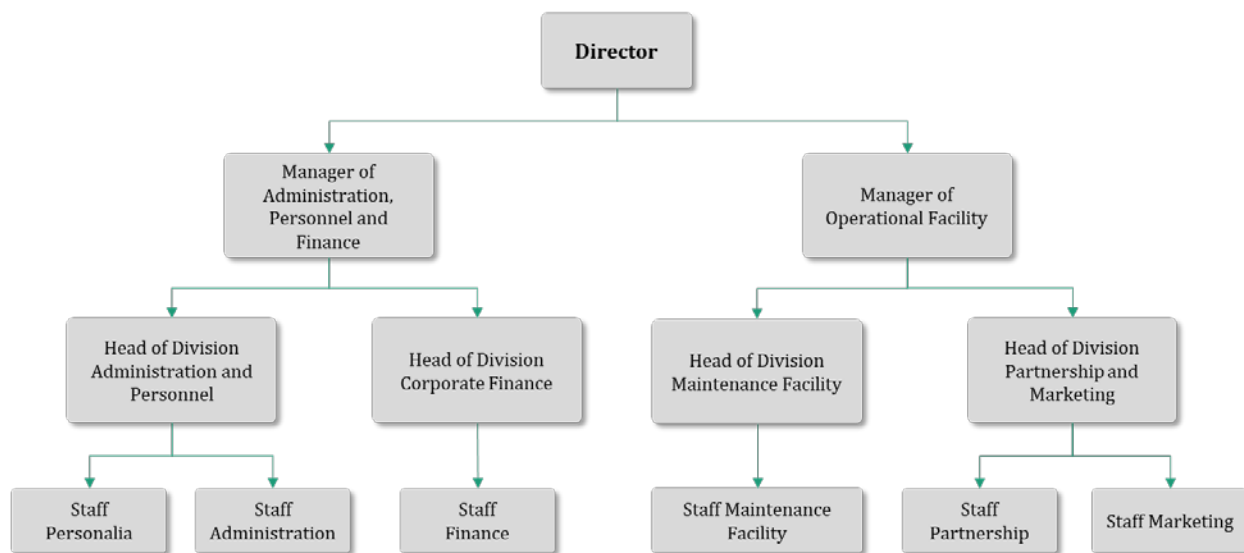 Director
Manager of
Administration,
Personnel and
Finance
Manager of
Operational Facility
Head of Division
Administration and
Personnel
Head of Division
Corporate Finance
Head of Division
Maintenance Facility
Head of Division
Partnership and
Marketing
Staff
Personalia
Staff
Administration
Staff
Finance
Staff Maintenance
Facility
Staff
Partnership
Staff Marketing